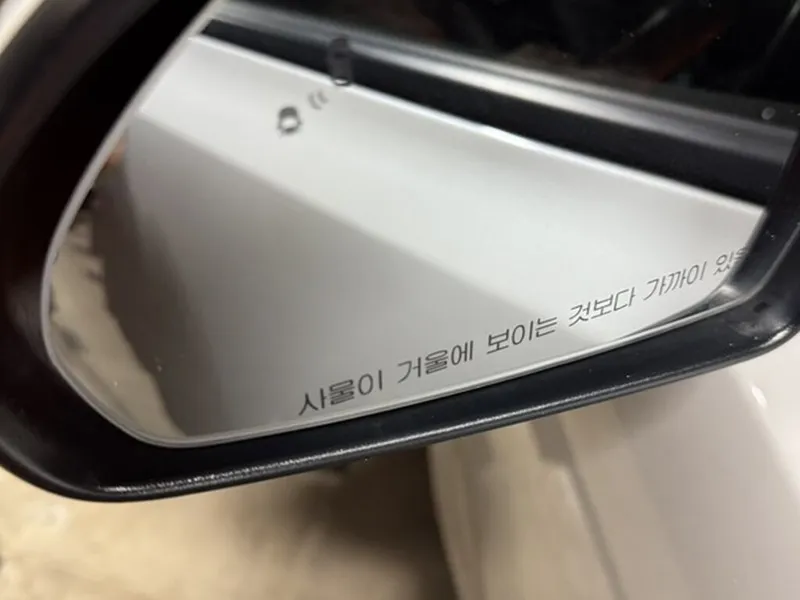 사물이 거울에 보이는 것보다 가까이